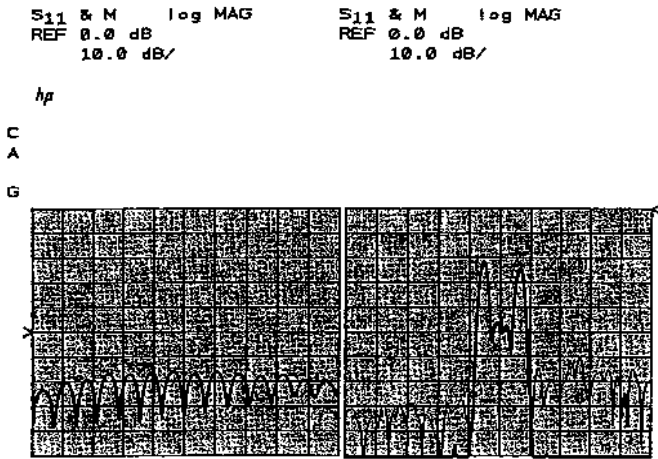 S11 & M log MAG
REF 0.0 dB
10.0 dB/
S11 & M log MAG
REF 0.0 dB
10.0 dB/
hp
C
A
G